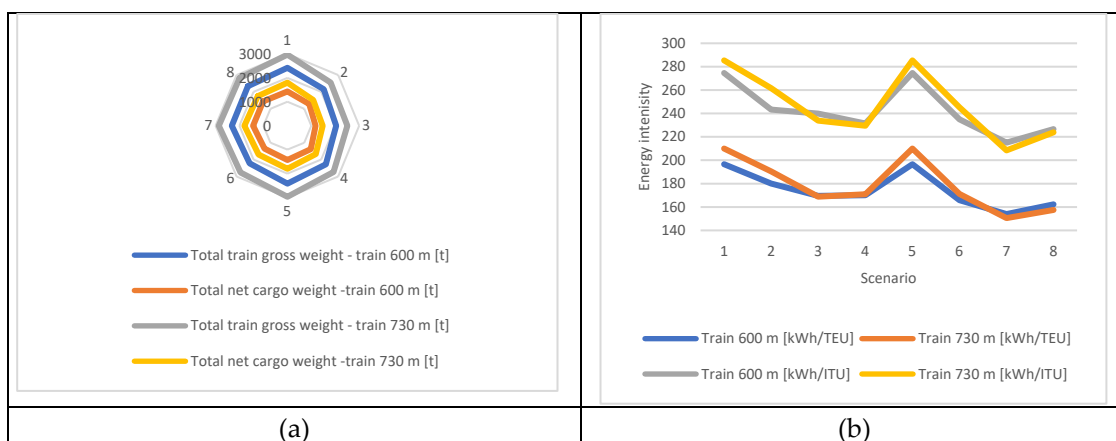 1
3000
8
2
2000
1000
7
0
3
6
4
5
Total train gross weight - train 600 m [t]
Total net cargo weight -train 600 m [t]
Total train gross weight - train 730 m [t]
Total net cargo weight -train 730 m [t]
(a)
300
280
260
240
220
200
180
160
140
Energy intenisity
1 2 3 4 5 6 7 8
Scenario
Train 600 m [kWh/TEU] Train 730 m [kWh/TEU]
Train 600 m [kWh/ITU] Train 730 m [kWh/ITU]
(b)